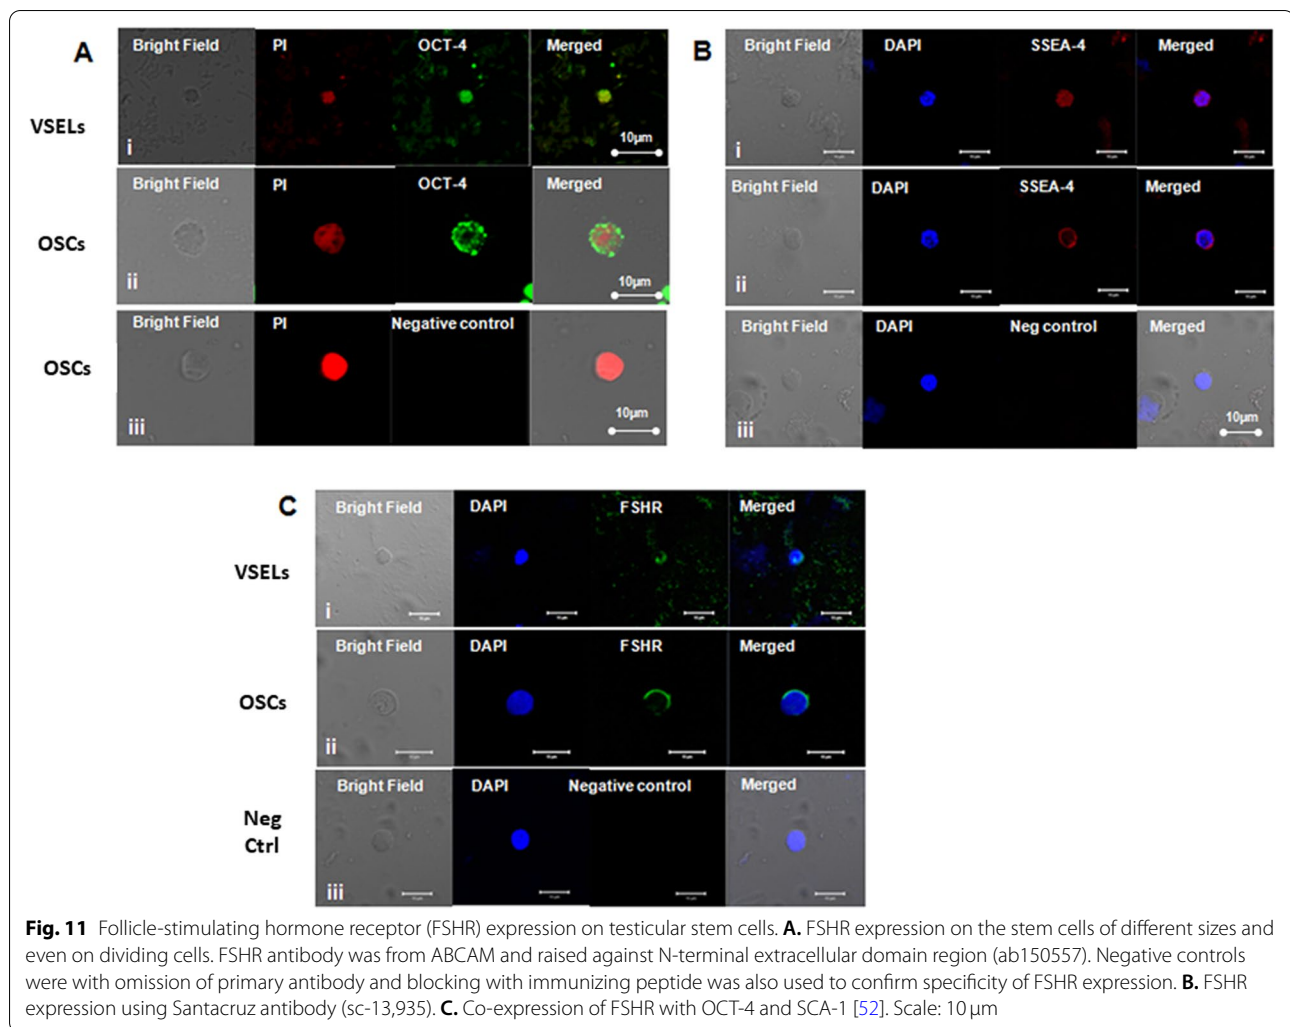 A
Bright Field PI OCT-4 Merged
VSELs
i
10µm
Bright Field PI OCT-4 Merged
OSCs
ii
10µm
Bright Field PI Negative control
OSCs
iii
10µm
B
Bright Field DAPI SSEA-4 Merged
i
Bright Field DAPI SSEA-4 Merged
ii
Bright Field DAPI Neg control Merged
iii
10µm
C
Bright Field DAPI FSHR Merged
VSELs
i
Bright Field DAPI FSHR Merged
OSCs
ii
Bright Field DAPI Negative control Merged
Neg
Ctrl
iii
Fig. 11 Follicle-stimulating hormone receptor (FSHR) expression on testicular stem cells. A. FSHR expression on the stem cells of different sizes and
even on dividing cells. FSHR antibody was from ABCAM and raised against N-terminal extracellular domain region (ab150557). Negative controls
were with omission of primary antibody and blocking with immunizing peptide was also used to confirm specificity of FSHR expression. B. FSHR
expression using Santacruz antibody (sc-13,935). C. Co-expression of FSHR with OCT-4 and SCA-1 [52]. Scale: 10 µm